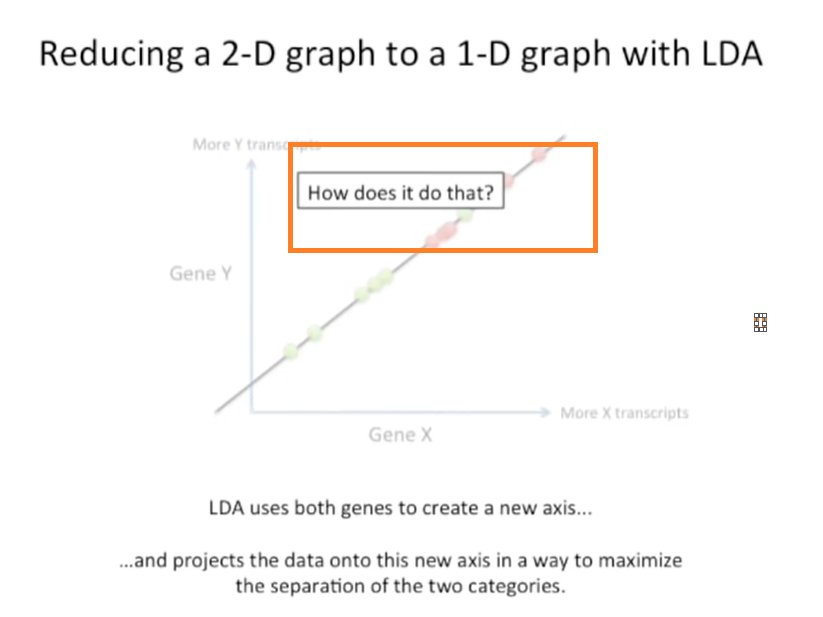 Reducing a 2-D graph to a 1-D graph with LDA
More Y transcripts
How does it do that?
Gene Y
More X transcripts
Gene X
LDA uses both genes to create a new axis...
...and projects the data onto this new axis in a way to maximize
the separation of the two categories.